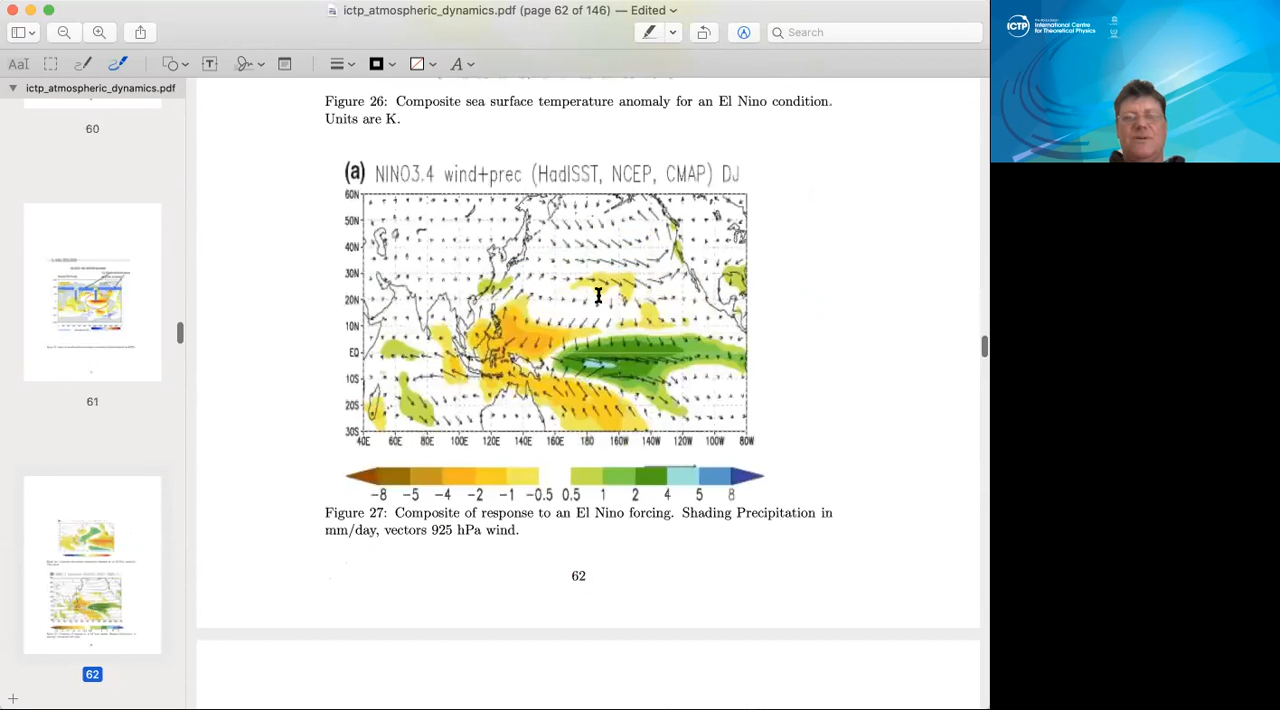 ictp_atmospheric_dynamics.pdf (page 62 of 146) — Edited
Search
ictp_atmospheric_dynamics.pdf
60
61
62
Figure 26: Composite sea surface temperature anomaly for an El Nino condition.
Units are K.
(a) NINO3.4 wind+prec (HadISST, NCEP, CMAP) DJ
60N
50N
40N
30N
20N
10N
EQ
10S
20S
30S
40E 60E 80E 100E 120E 140E 160E 180 160W 140W 120W 100W 80W
-8 -5 -4 -2 -1 -0.5 0.5 1 2 4 5 8
Figure 27: Composite of response to an El Nino forcing. Shading Precipitation in
mm/day, vectors 925 hPa wind.
62
ICTP
International Centre
for Theoretical Physics